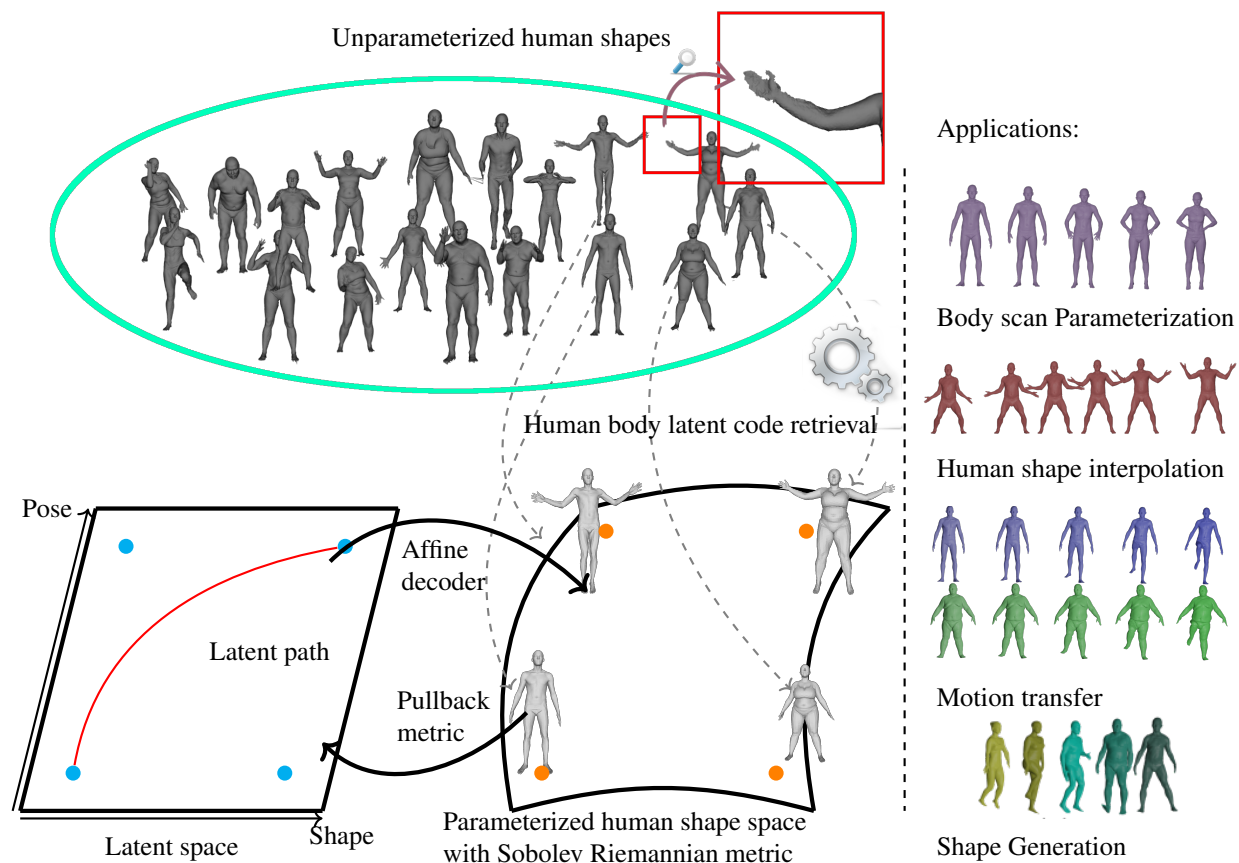 Unparameterized human shapes
Applications:
Body scan Parameterization
Human body latent code retrieval
Human shape interpolation
Pose
Affine
decoder
Latent path
Pullback
metric
Motion transfer
Shape
Latent space
Parameterized human shape space
with Sobolev Riemannian metric
Shape Generation